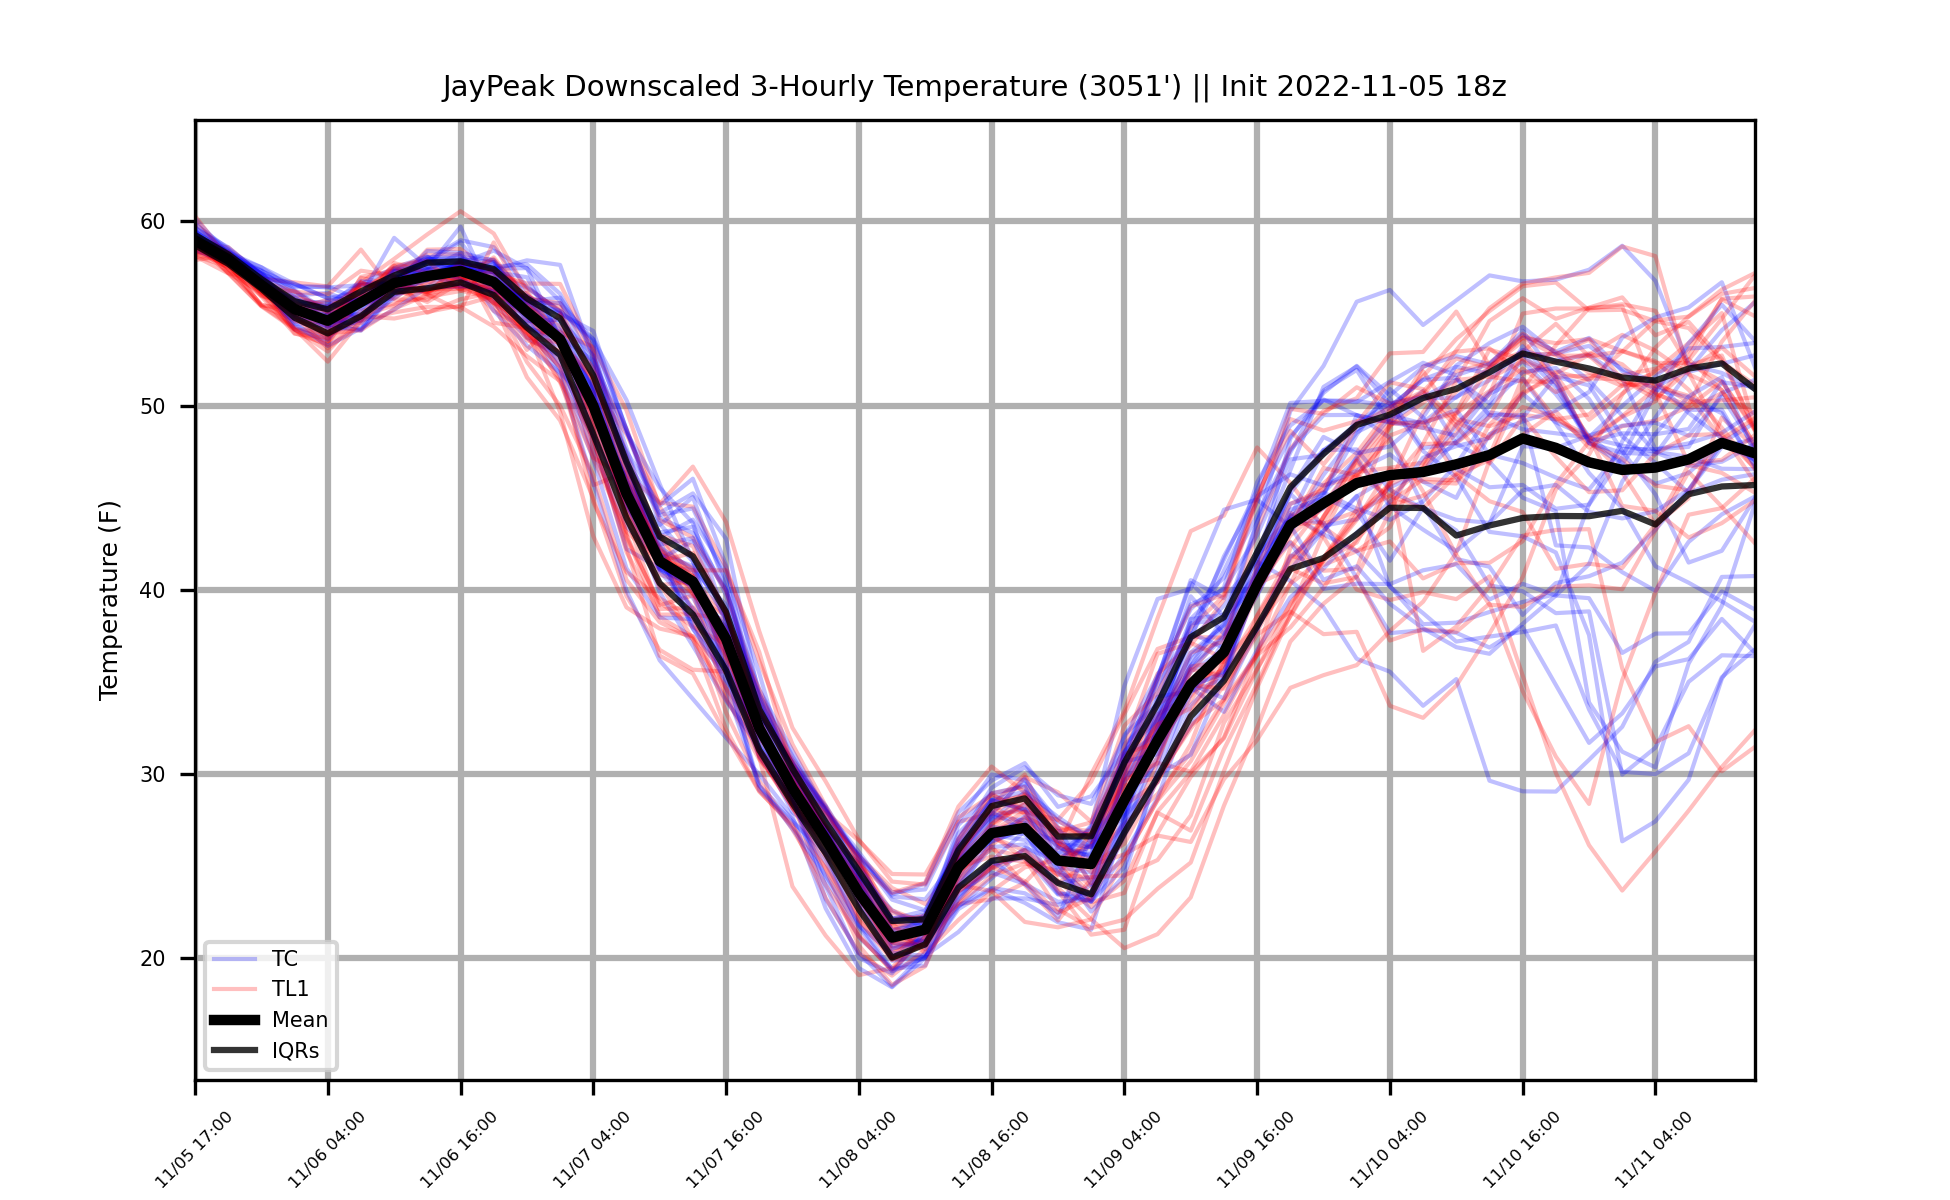 JayPeak Downscaled 3-Hourly Temperature (3051') || Init 2022-11-05 18z
Temperature (F)
60
50
40
30
20
TC
TL1
Mean
IQRs
11/05 17:00
11/06 04:00
11/06 16:00
11/07 04:00
11/07 16:00
11/08 04:00
11/08 16:00
11/09 04:00
11/09 16:00
11/10 04:00
11/10 16:00
11/11 04:00